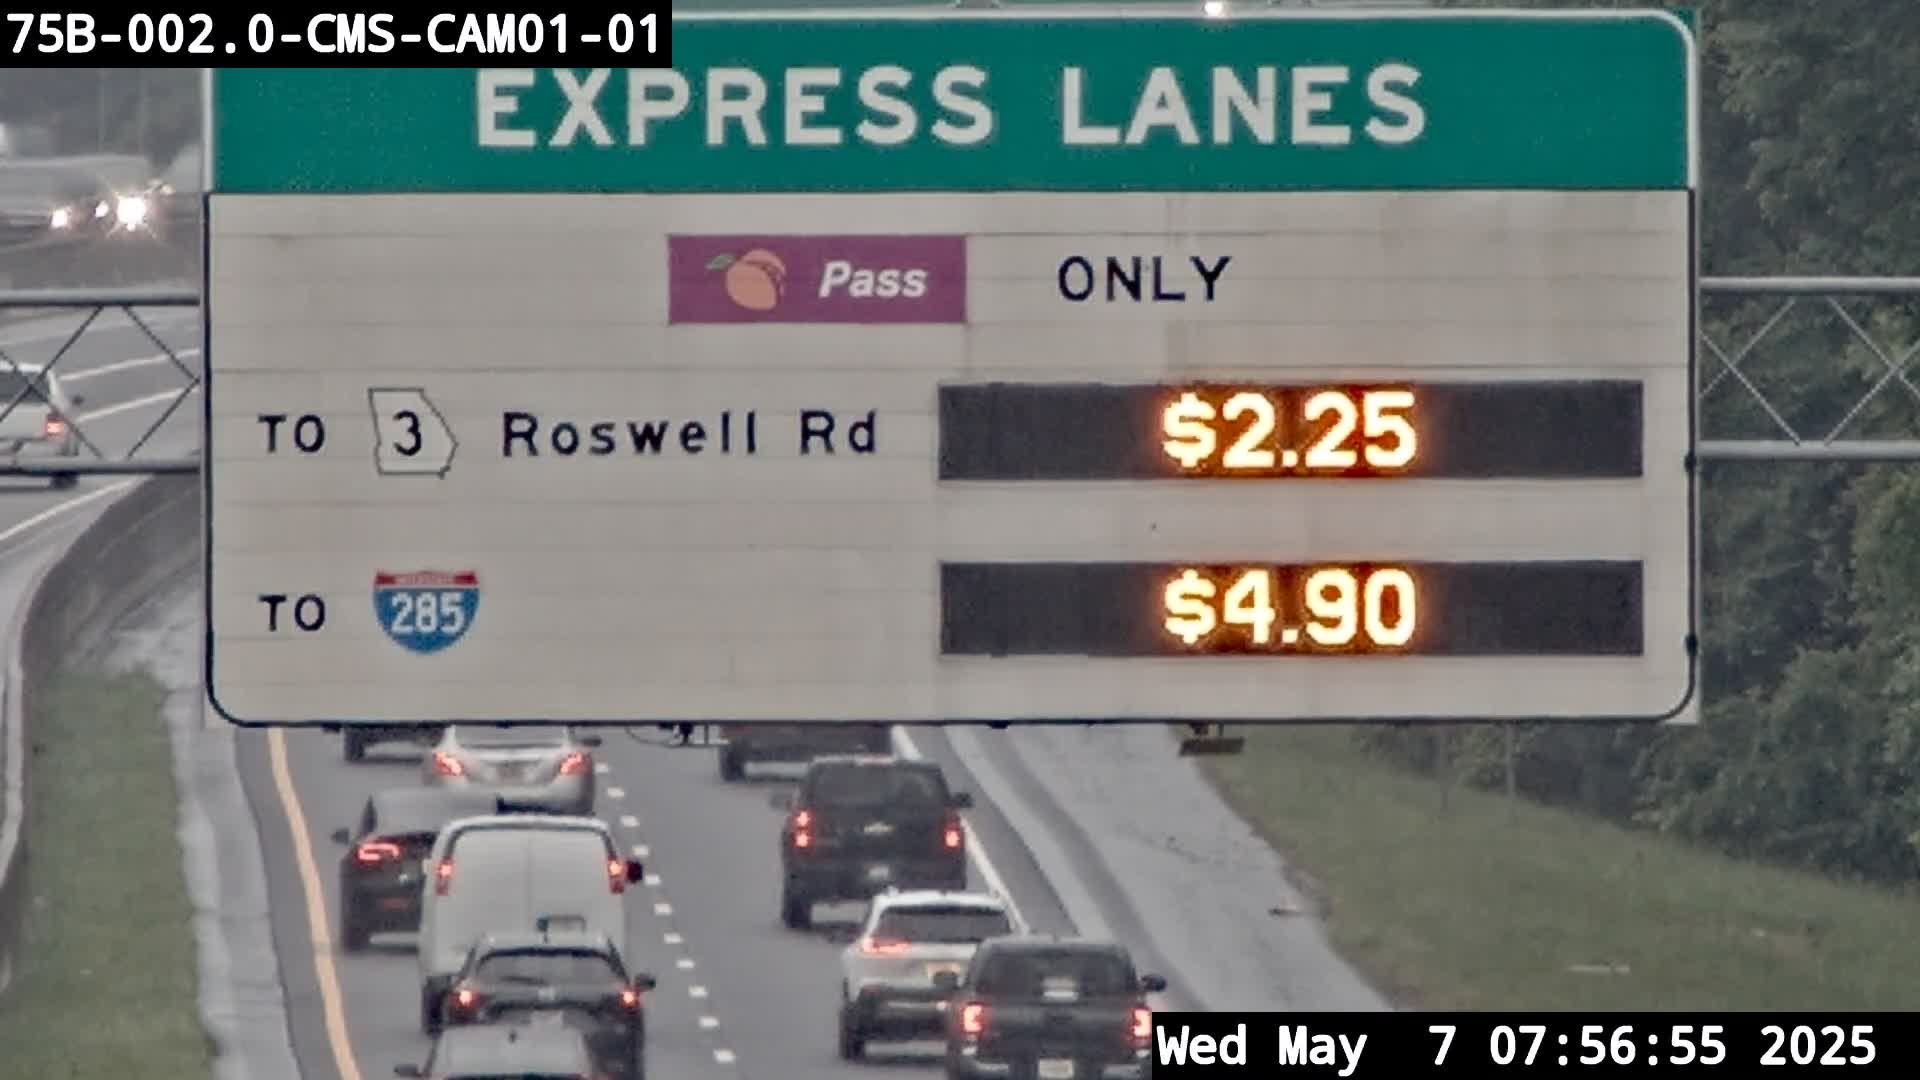 75B-002.0-CMS-CAM01-01
EXPRESS LANES
Pass ONLY
TO 3 Roswell Rd $2.25
TO 285 $4.90
Wed May 7 07:56:55 2025